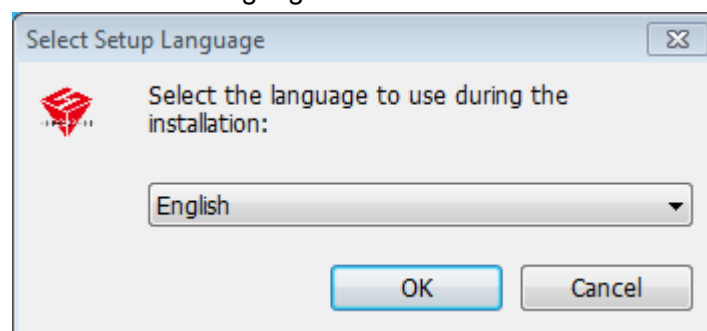 Select Setup Language
Select the language to use during the
installation:
English
OK
Cancel